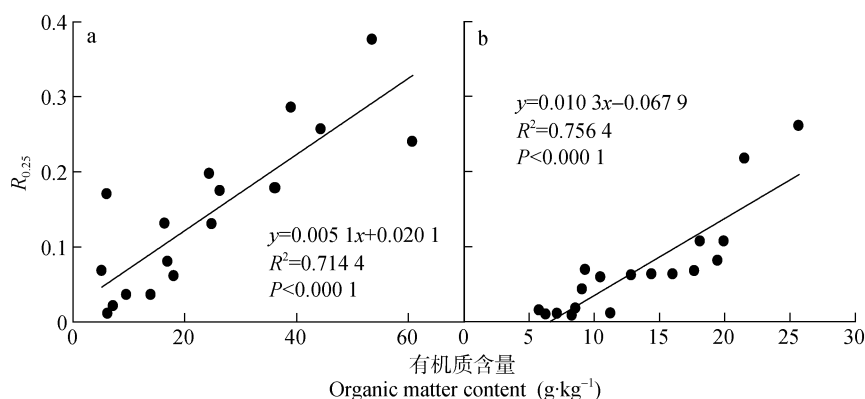 0.4
a
b
y=0.010 3x−0.067 9
0.3
R²=0.756 4
P<0.000 1
R0.25
0.2
y=0.005 1x+0.020 1
0.1
R²=0.714 4
P<0.000 1
0
0 20 40 60 0 5 10 15 20 25 30
有机质含量
Organic matter content (g·kg⁻¹)